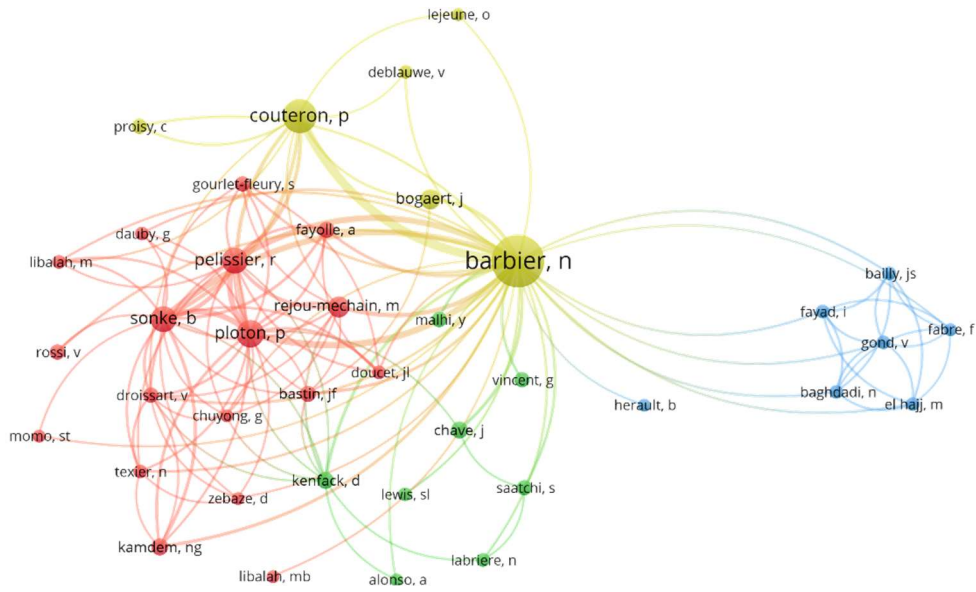 lejeune, o
deblauwe, v
couteron, p
proisy, c
gourlet-fleury, s
bogaert, j
dauby, g
fayolle, a
libalah, m
pelissier, r
barbier, n
bailly, js
rejou-mechain, m
fayad, i
sonke, b
malhi, y
fabre, f
ploton, p
gond, v
rossi, v
doucet, jl
vincent, g
droissart, v
bastin, jf
baghdadi, n
herault, b
el hajj, m
chuyong, g
momo, st
chave, j
texier, n
kenfack, d
zebaze, d
lewis, sl
saatchi, s
kamdem, ng
labriere, n
libalah, mb
alonso, a